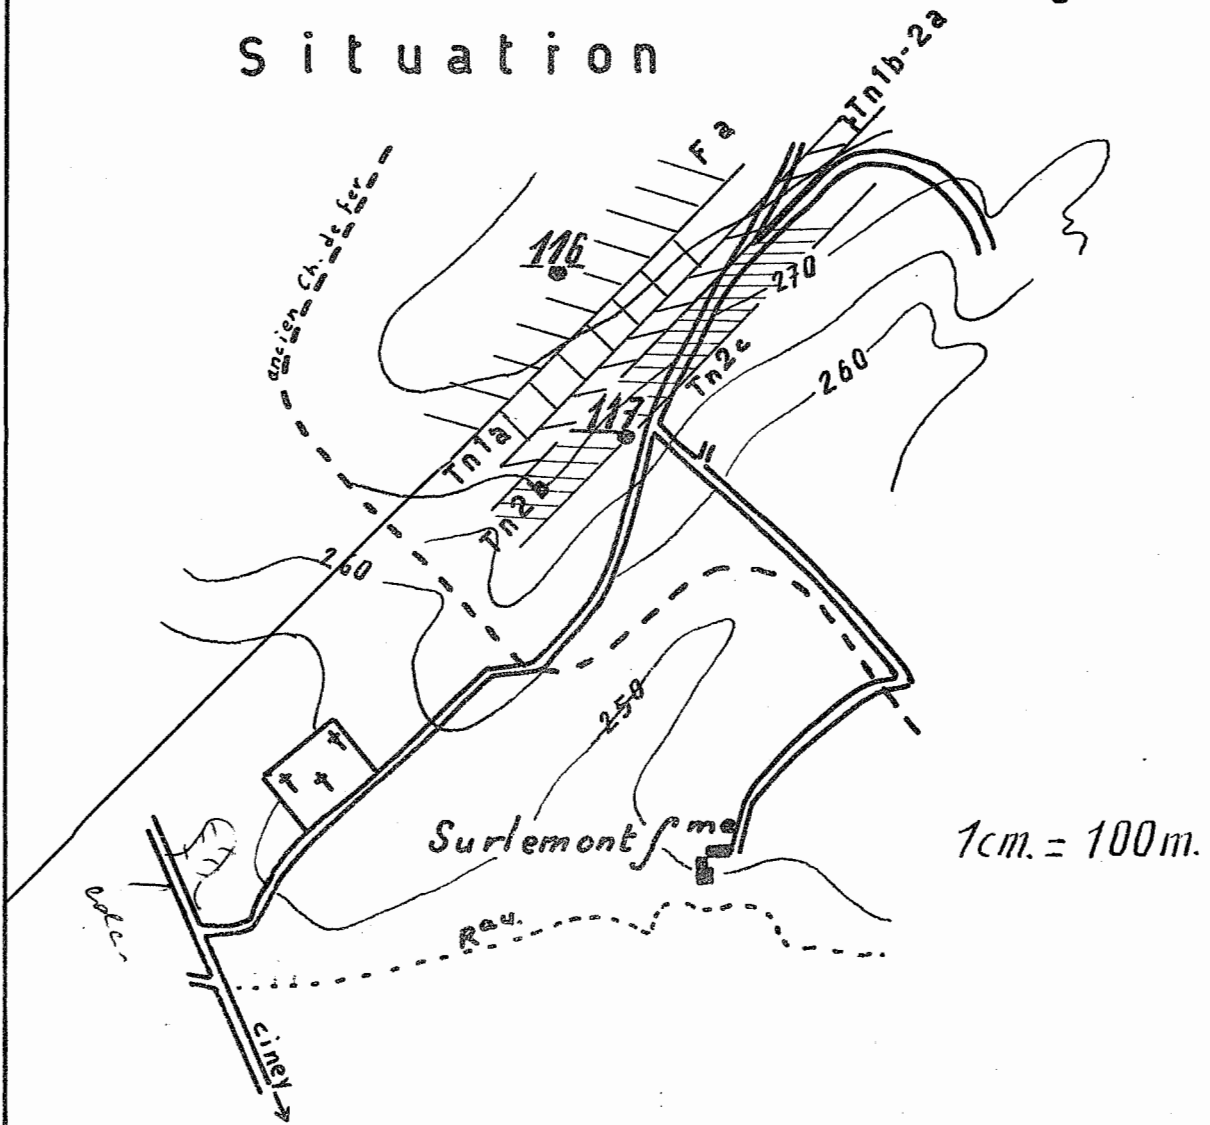 Situation
Tn1b-2a
Fa
ancien Ch. de fer
116
270
Tn2c
260
117
Tn1a
Tn2b
260
250
Surlemont fme
1cm. = 100m.
Rau.
ciney